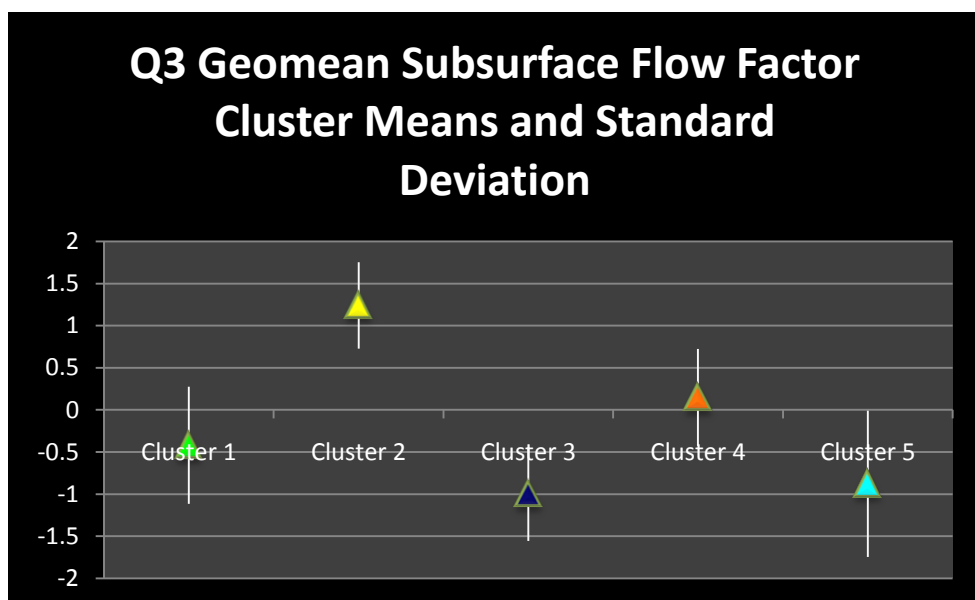 Q3 Geomean Subsurface Flow Factor
Cluster Means and Standard
Deviation
2
1.5
1
0.5
0
-0.5
-1
-1.5
-2
Cluster 1 Cluster 2 Cluster 3 Cluster 4 Cluster 5